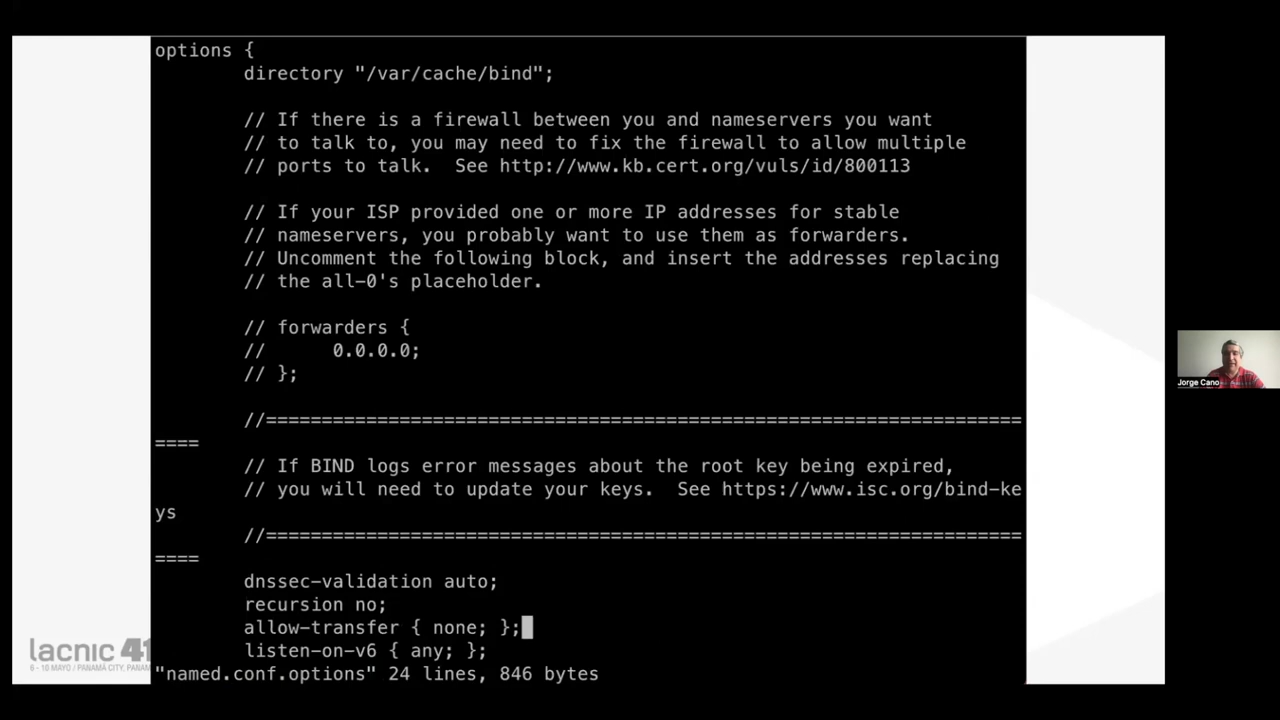 options {
directory "/var/cache/bind";
// If there is a firewall between you and nameservers you want
// to talk to, you may need to fix the firewall to allow multiple
// ports to talk.  See http://www.kb.cert.org/vuls/id/800113
// If your ISP provided one or more IP addresses for stable
// nameservers, you probably want to use them as forwarders.
// Uncomment the following block, and insert the addresses replacing
// the all-0's placeholder.
// forwarders {
//      0.0.0.0;
// };
//====================================================================
====
// If BIND logs error messages about the root key being expired,
// you will need to update your keys.  See https://www.isc.org/bind-ke
ys
//====================================================================
====
dnssec-validation auto;
recursion no;
allow-transfer { none; };
listen-on-v6 { any; };
"named.conf.options" 24 lines, 846 bytes
lacnic 41
6 - 10 MAYO / PANAMÁ CITY, PANAMÁ
Jorge Cano